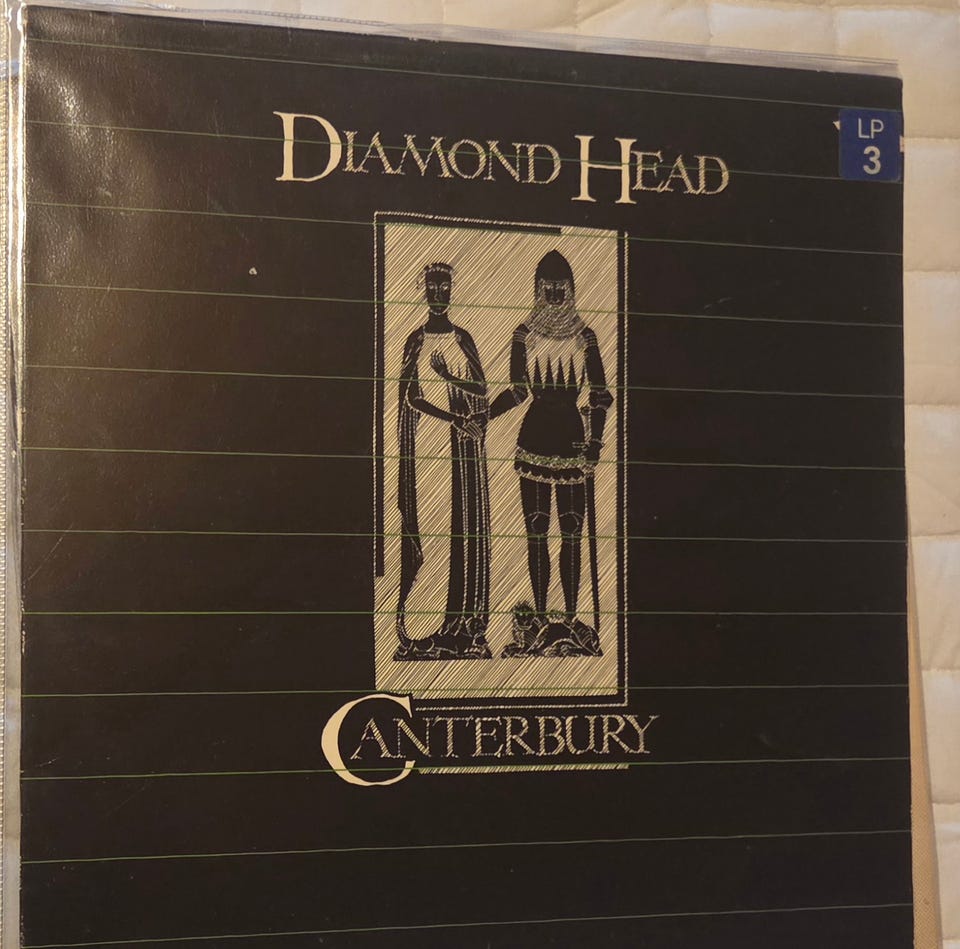 DIAMOND HEAD
LP
3
CANTERBURY